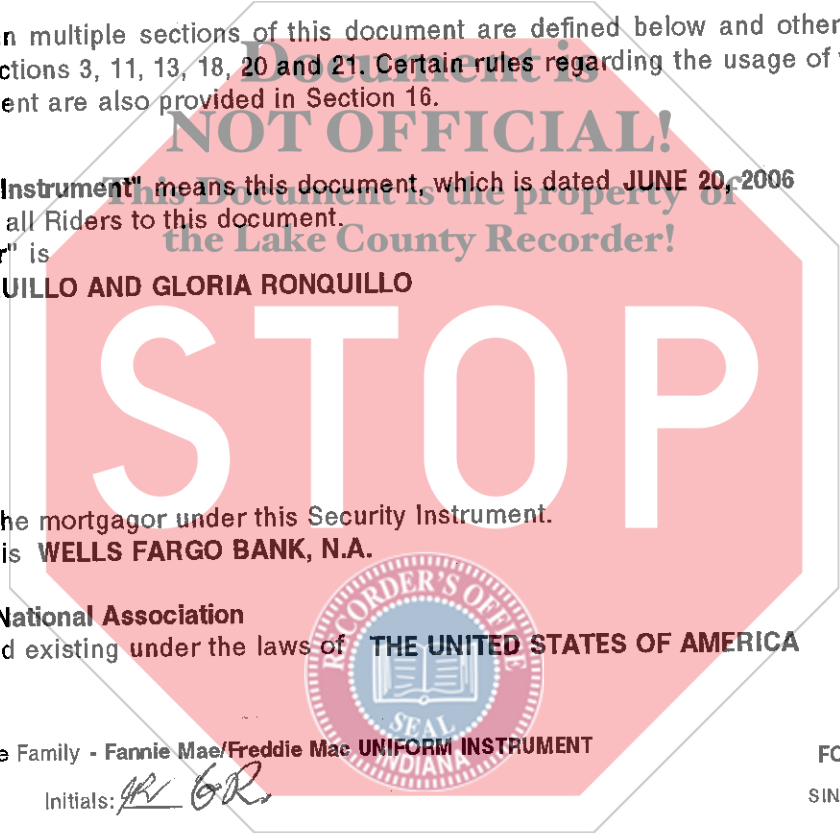 n multiple sections of this document are defined below and other
ctions 3, 11, 13, 18, 20 and 21. Certain rules regarding the usage of
ent are also provided in Section 16.
Document is
NOT OFFICIAL!
This Document is the property of
the Lake County Recorder!
Instrument" means this document, which is dated JUNE 20, 2006
all Riders to this document.
r" is
UILLO AND GLORIA RONQUILLO
STOP
he mortgagor under this Security Instrument.
is WELLS FARGO BANK, N.A.
National Association
d existing under the laws of THE UNITED STATES OF AMERICA
RECORDER'S OFFICE
SEAL
INDIANA
e Family - Fannie Mae/Freddie Mac UNIFORM INSTRUMENT
FO
Initials: GR
SIN